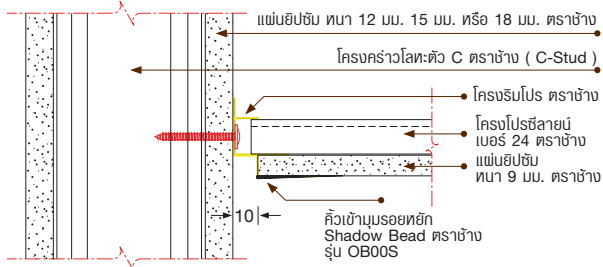 แผ่นยิปซัม หนา 12 มม. 15 มม. หรือ 18 มม. ตราช้าง
โครงคร่าวโลหะตัว C ตราช้าง ( C-Stud )
โครงริมโปร ตราช้าง
โครงโปรซีลายน์
เบอร์ 24 ตราช้าง
แผ่นยิปซัม
หนา 9 มม. ตราช้าง
10
คิ้วเข้ามุมรอยหยัก
Shadow Bead ตราช้าง
รุ่น OB00S